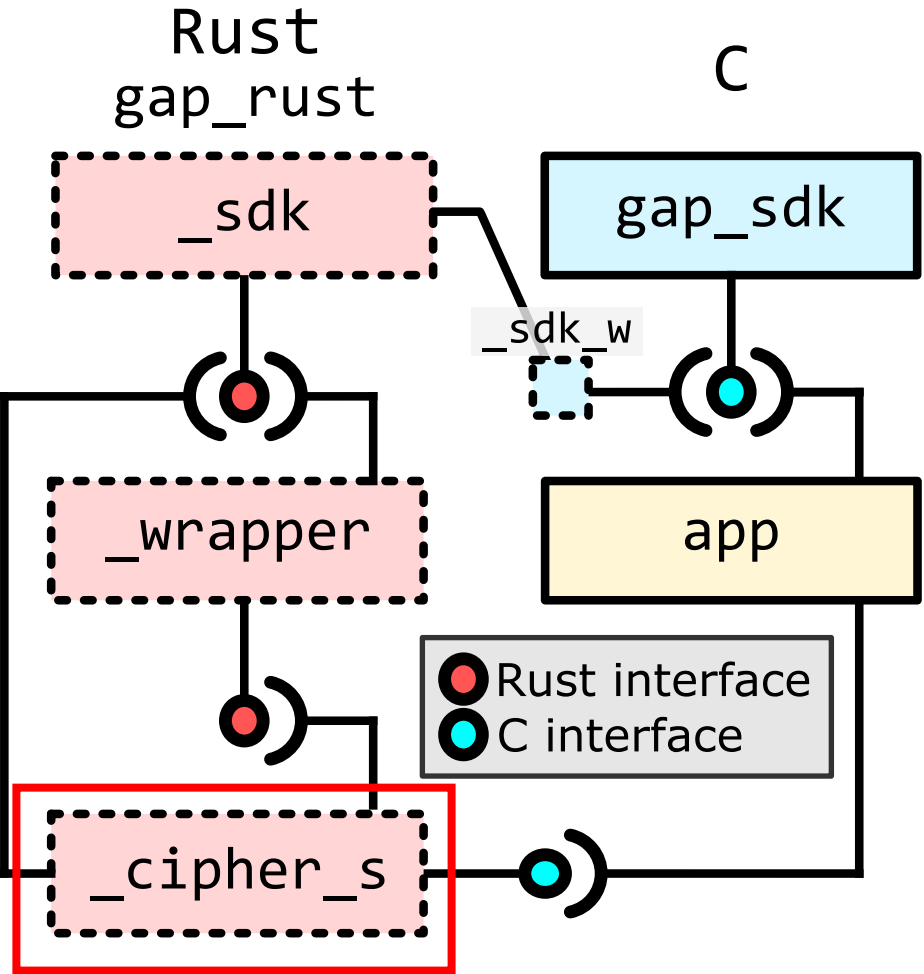 Rust
gap_rust
C
_sdk
gap_sdk
_sdk_w
_wrapper
app
Rust interface
C interface
_cipher_s